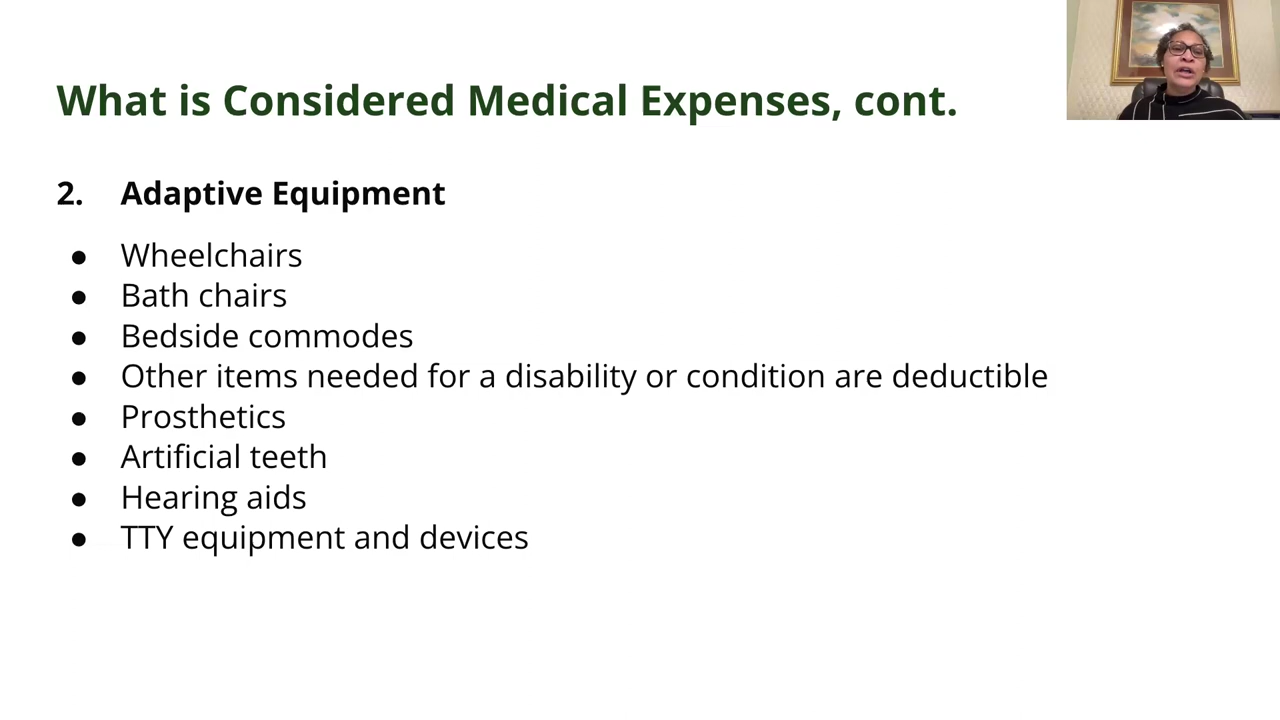 What is Considered Medical Expenses, cont.
2. Adaptive Equipment
● Wheelchairs
● Bath chairs
● Bedside commodes
● Other items needed for a disability or condition are deductible
● Prosthetics
● Artificial teeth
● Hearing aids
● TTY equipment and devices